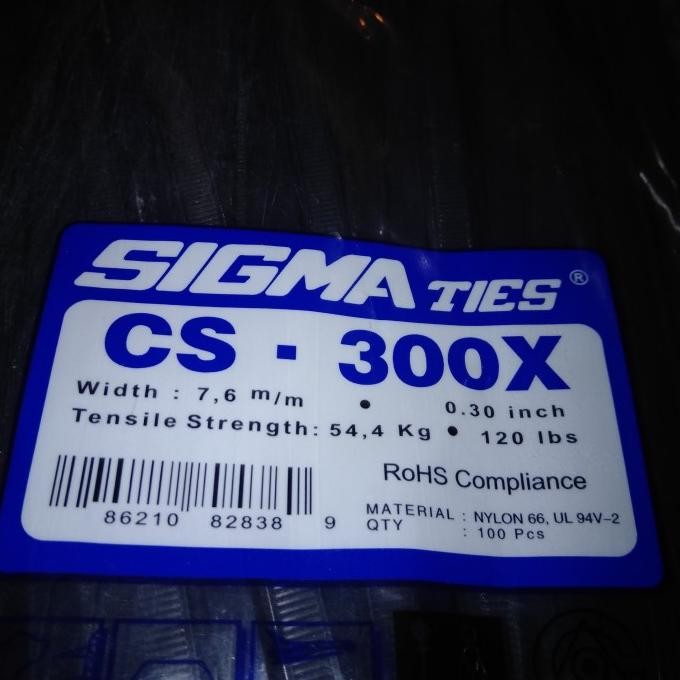 SIGMA TIES ®
CS - 300X
Width : 7,6 m/m • 0.30 inch
Tensile Strength: 54,4 Kg • 120 lbs
RoHS Compliance
86210 82838 9
MATERIAL : NYLON 66, UL 94V-2
QTY : 100 Pcs